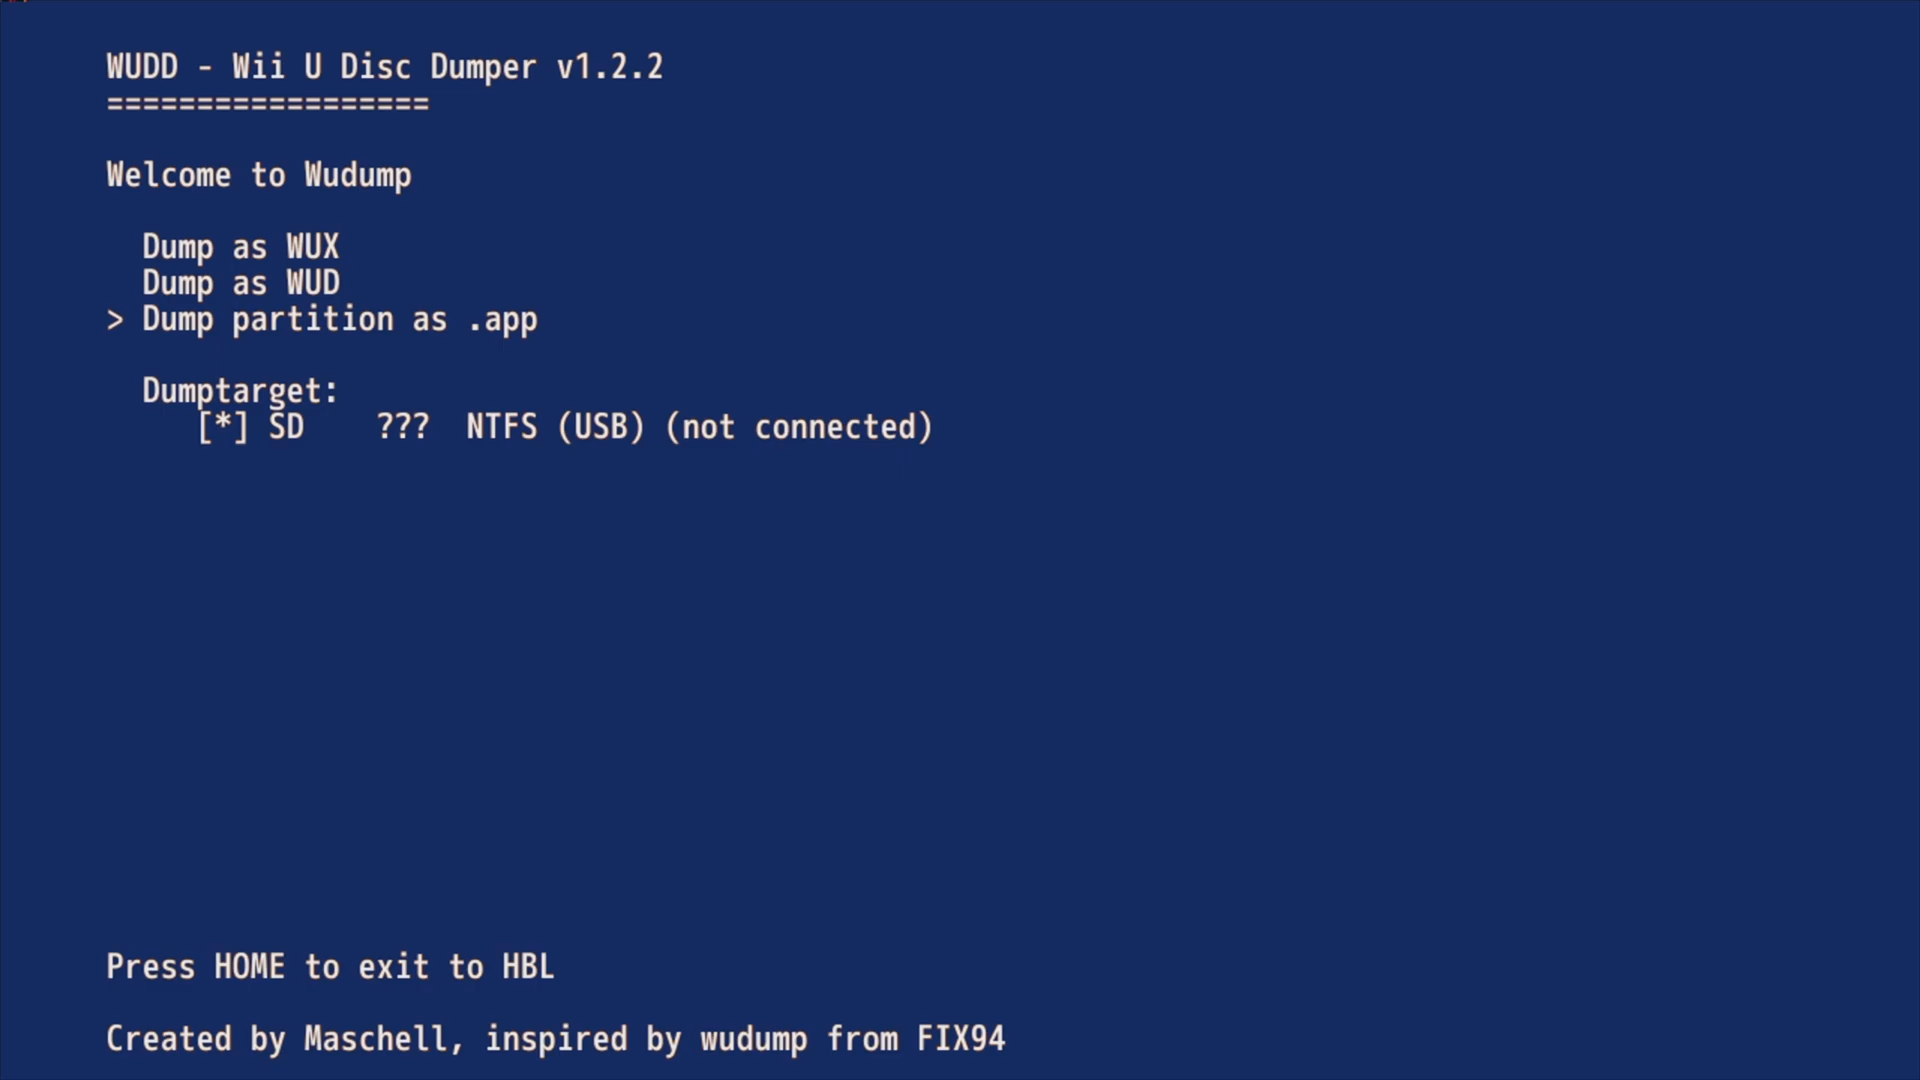 WUDD - Wii U Disc Dumper v1.2.2
==================
Welcome to Wudump
Dump as WUX
Dump as WUD
> Dump partition as .app
Dumptarget:
[*] SD    ???  NTFS (USB) (not connected)
Press HOME to exit to HBL
Created by Maschell, inspired by wudump from FIX94